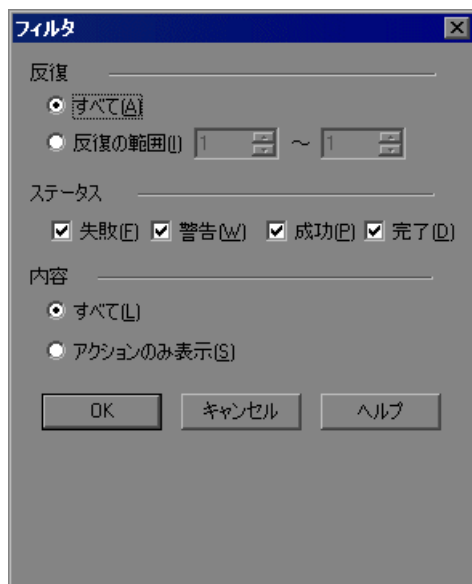 フィルタ
反復
すべて(A)
反復の範囲(I) 1 ～ 1
ステータス
失敗(F) 警告(W) 成功(P) 完了(D)
内容
すべて(L)
アクションのみ表示(S)
OK キャンセル ヘルプ